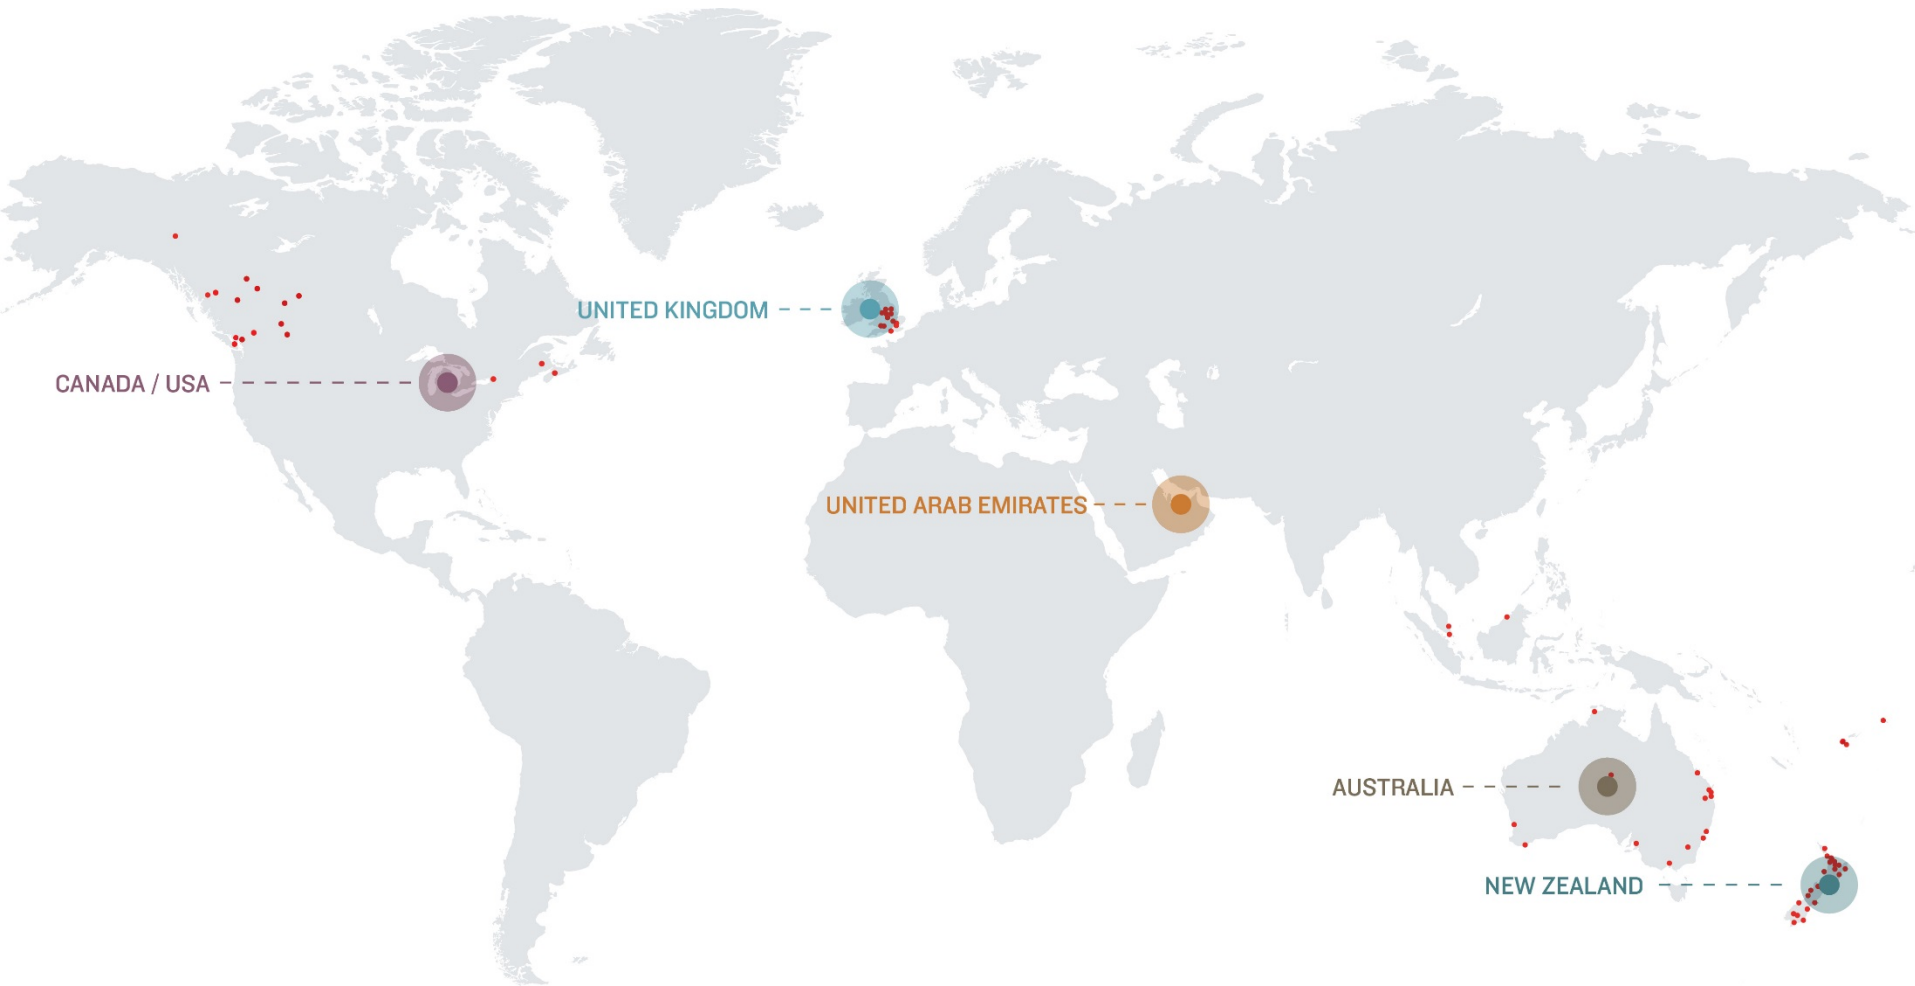 UNITED KINGDOM
CANADA / USA
UNITED ARAB EMIRATES
AUSTRALIA
NEW ZEALAND